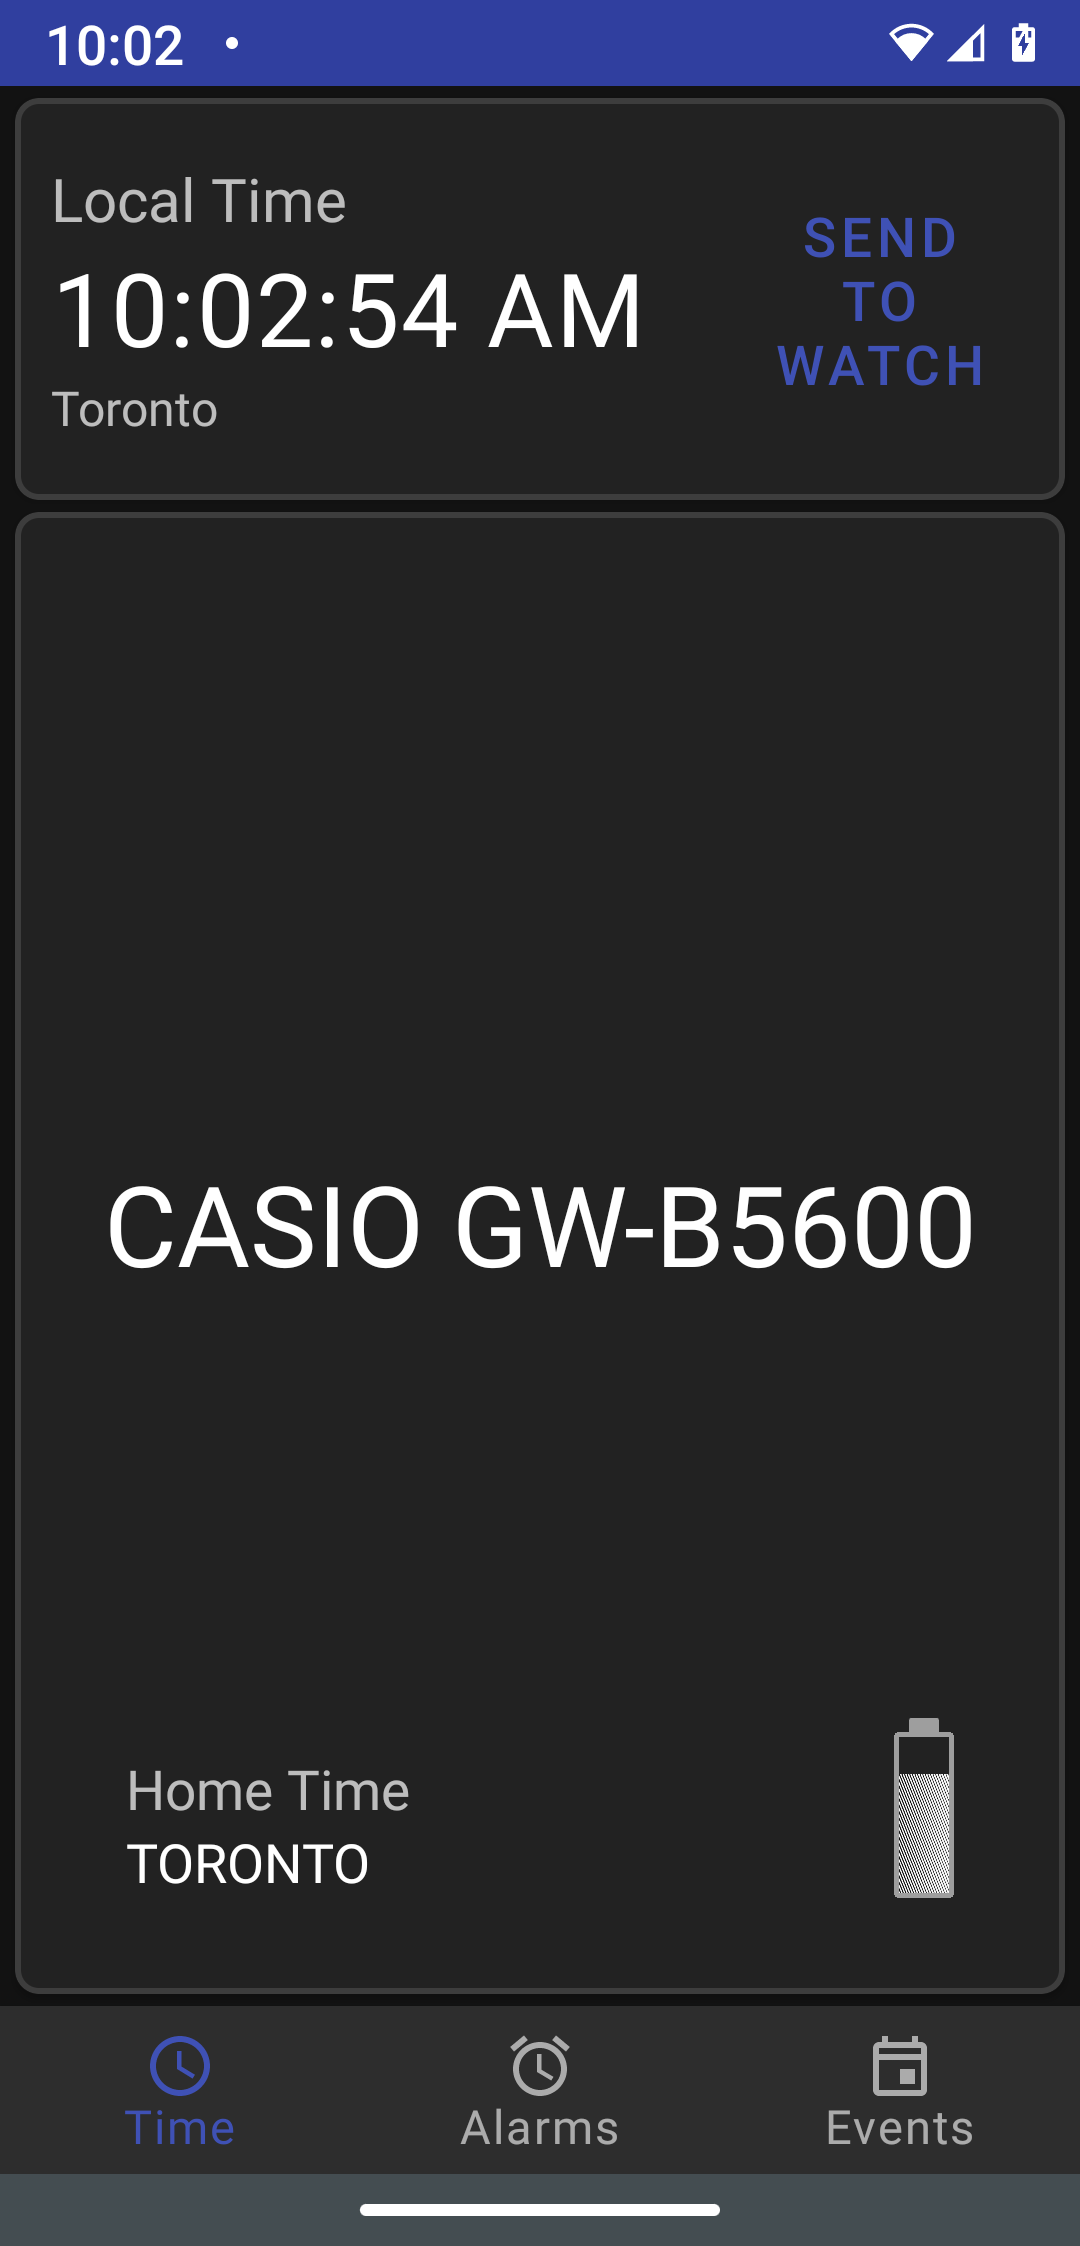 10:02
Local Time
10:02:54 AM
Toronto
SEND
TO
WATCH
CASIO GW-B5600
Home Time
TORONTO
Time
Alarms
Events